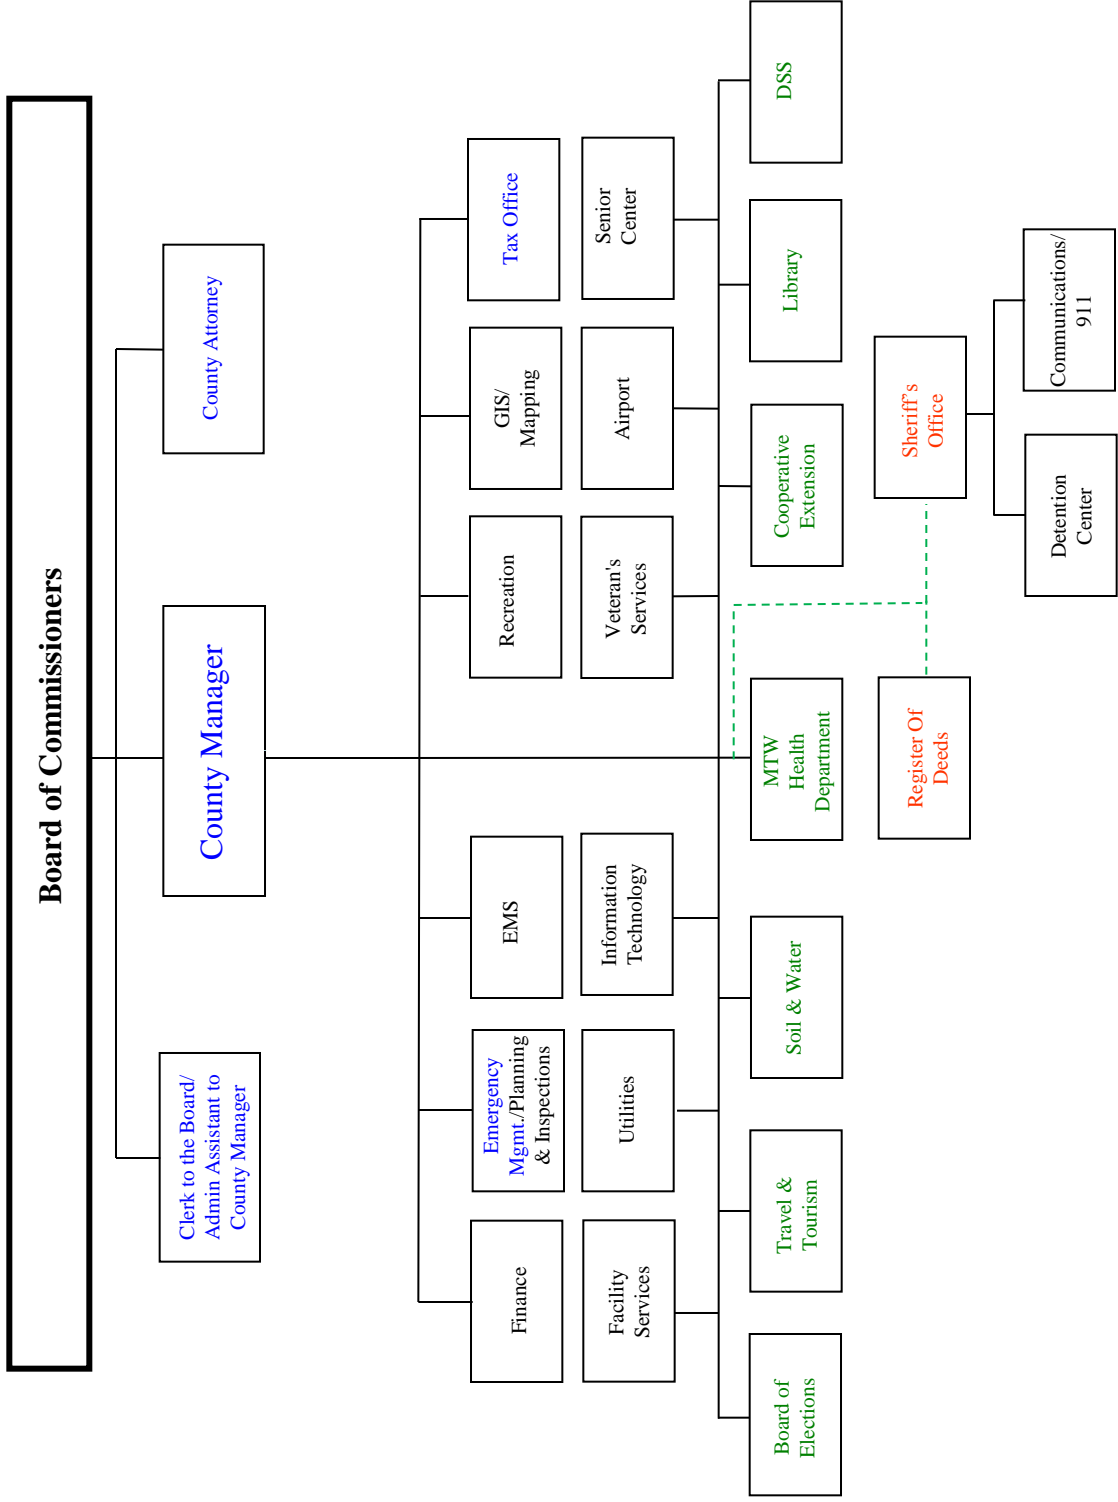 Board of Commissioners
Clerk to the Board/
Admin Assistant to
County Manager
County Manager
County Attorney
Finance
Emergency
Mgmt./Planning
& Inspections
EMS
Recreation
GIS/
Mapping
Tax Office
Facility
Services
Utilities
Information
Technology
Veteran's
Services
Airport
Senior
Center
Board of
Elections
Travel &
Tourism
Soil & Water
MTW
Health
Department
Cooperative
Extension
Library
DSS
Register Of
Deeds
Sheriff's
Office
Detention
Center
Communications/
911